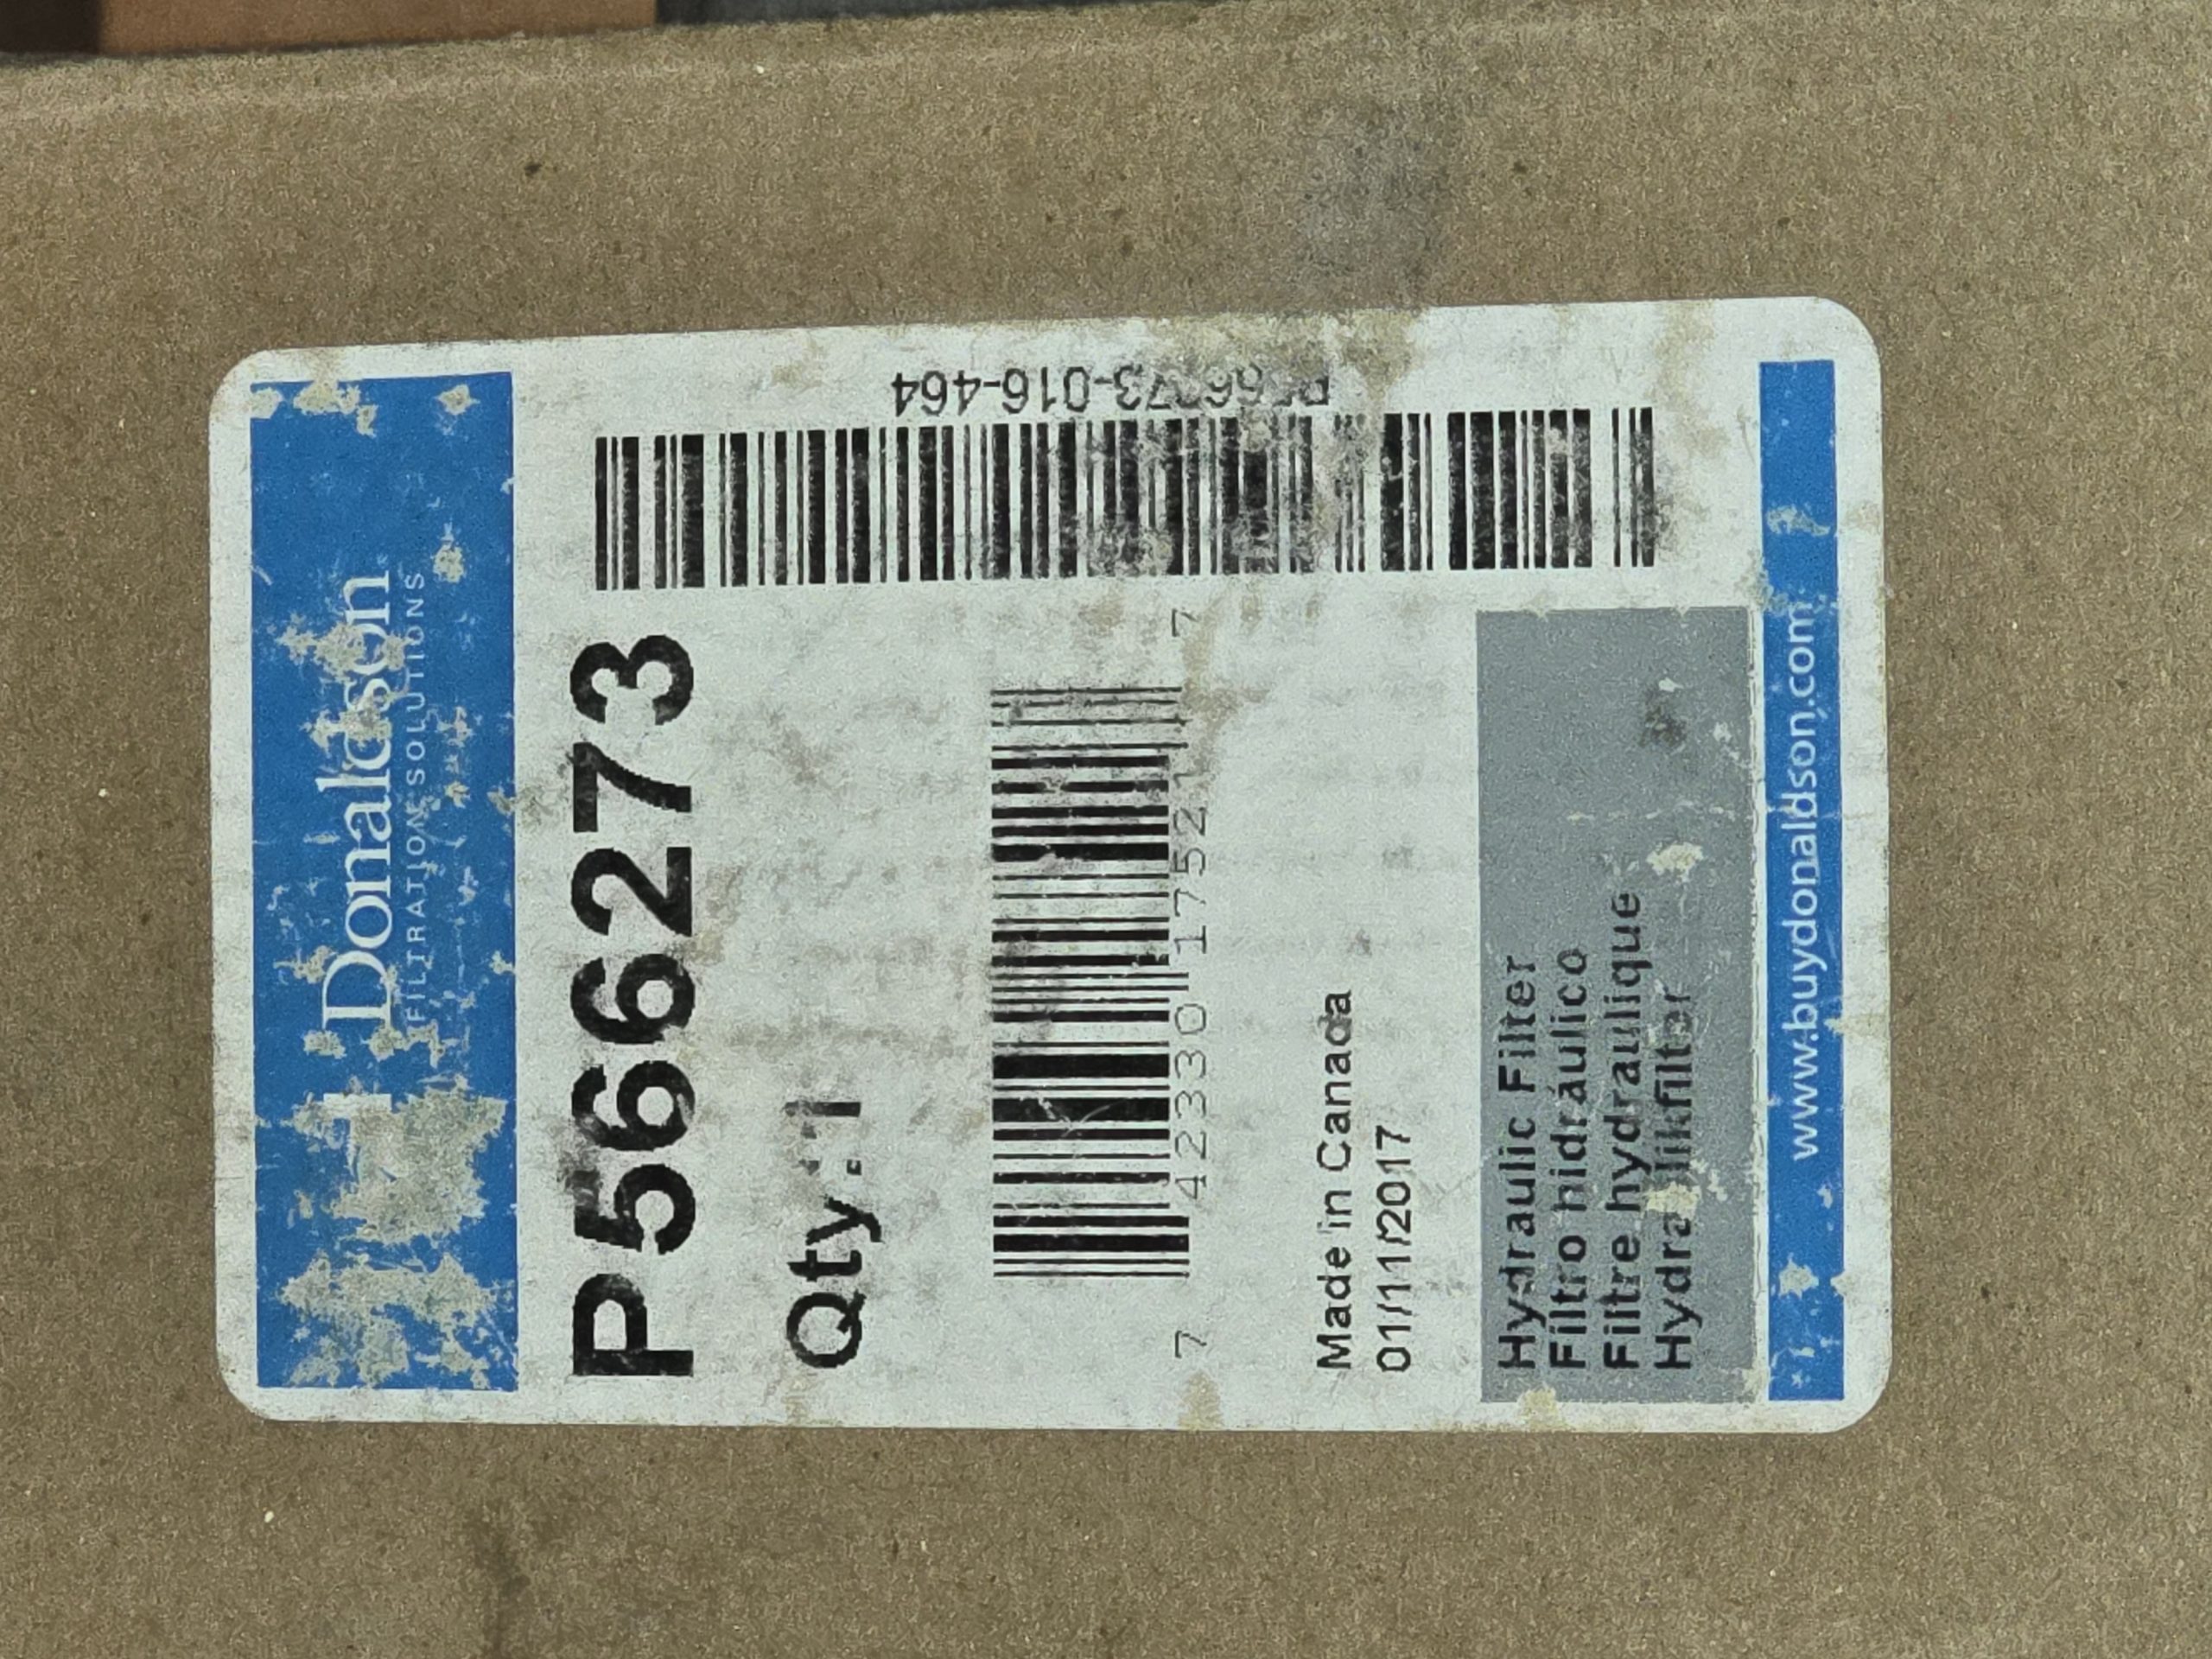 Donaldson
FILTRATION SOLUTIONS
P566273
Qty.:1
7 42330 17521 7
P566273-016-464
Made in Canada
01/11/2017
Hydraulic Filter
Filtro hidráulico
Filtre hydraulique
Hydraulikfilter
www.buydonaldson.com